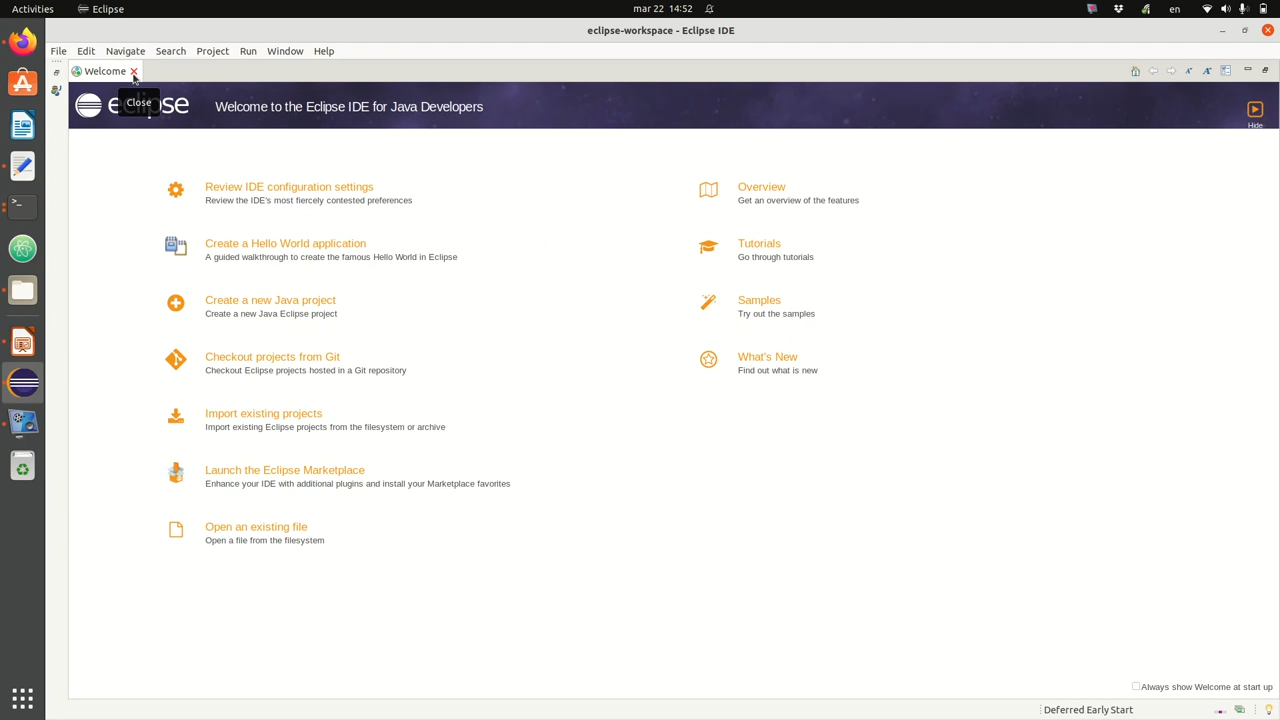 Activities
Eclipse
mar 22 14:52
en
eclipse-workspace - Eclipse IDE
File Edit Navigate Search Project Run Window Help
Welcome
Close
Welcome to the Eclipse IDE for Java Developers
Hide
Review IDE configuration settings
Review the IDE's most fiercely contested preferences
Create a Hello World application
A guided walkthrough to create the famous Hello World in Eclipse
Create a new Java project
Create a new Java Eclipse project
Checkout projects from Git
Checkout Eclipse projects hosted in a Git repository
Import existing projects
Import existing Eclipse projects from the filesystem or archive
Launch the Eclipse Marketplace
Enhance your IDE with additional plugins and install your Marketplace favorites
Open an existing file
Open a file from the filesystem
Overview
Get an overview of the features
Tutorials
Go through tutorials
Samples
Try out the samples
What's New
Find out what is new
Always show Welcome at start up
Deferred Early Start